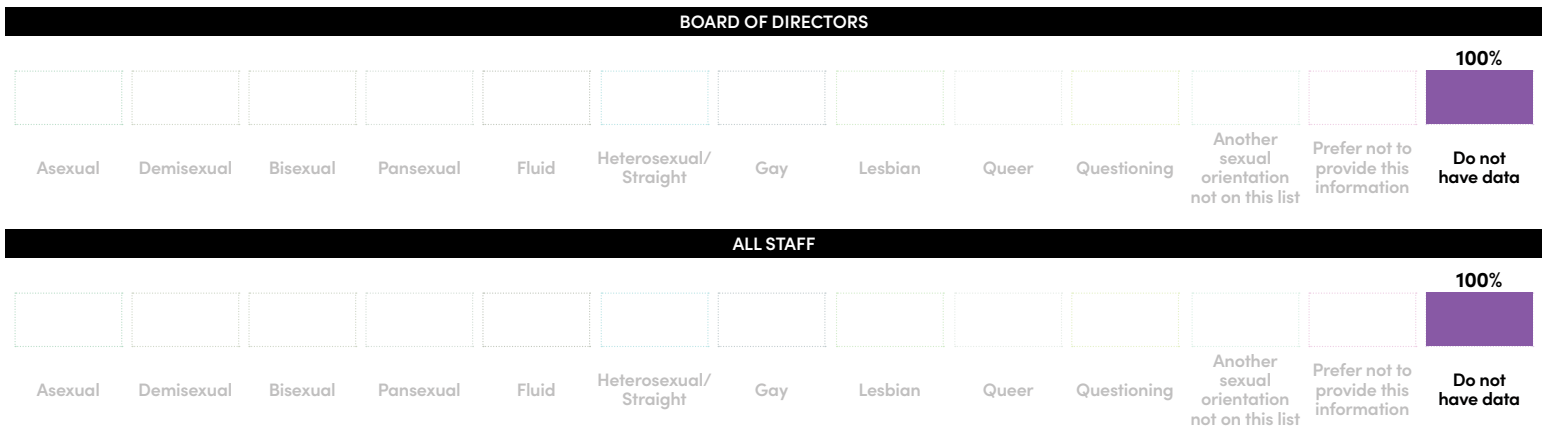 BOARD OF DIRECTORS
100%
Asexual
Demisexual
Bisexual
Pansexual
Fluid
Heterosexual/
Straight
Gay
Lesbian
Queer
Questioning
Another
sexual
orientation
not on this list
Prefer not to
provide this
information
Do not
have data
ALL STAFF
100%
Asexual
Demisexual
Bisexual
Pansexual
Fluid
Heterosexual/
Straight
Gay
Lesbian
Queer
Questioning
Another
sexual
orientation
not on this list
Prefer not to
provide this
information
Do not
have data